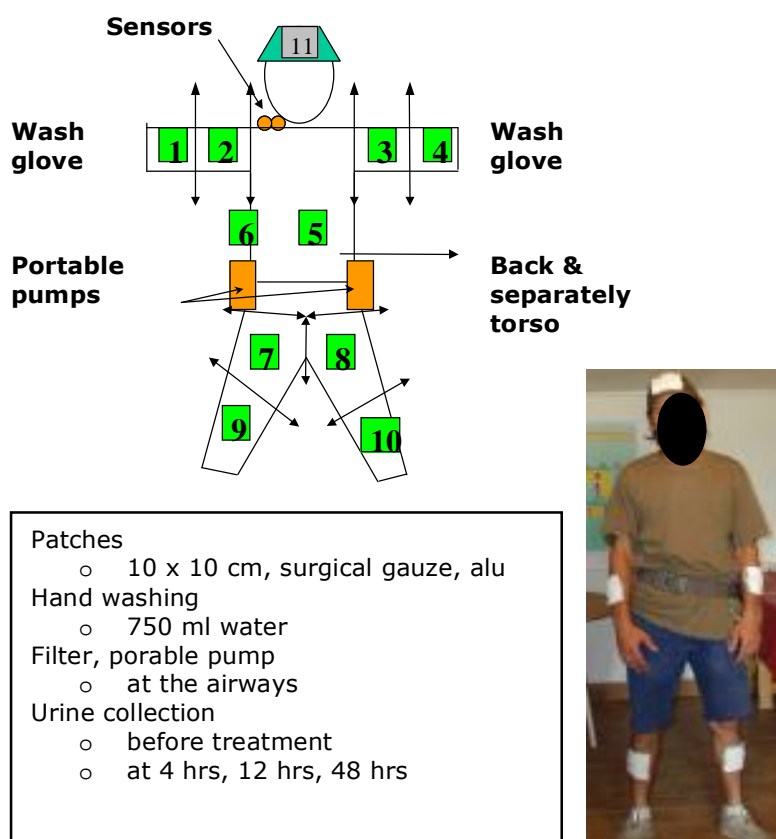 Sensors
11
Wash
glove
1
2
3
4
Wash
glove
6
5
Portable
pumps
Back &
separately
torso
7
8
9
10
Patches
o 10 x 10 cm, surgical gauze, alu
Hand washing
o 750 ml water
Filter, porable pump
o at the airways
Urine collection
o before treatment
o at 4 hrs, 12 hrs, 48 hrs